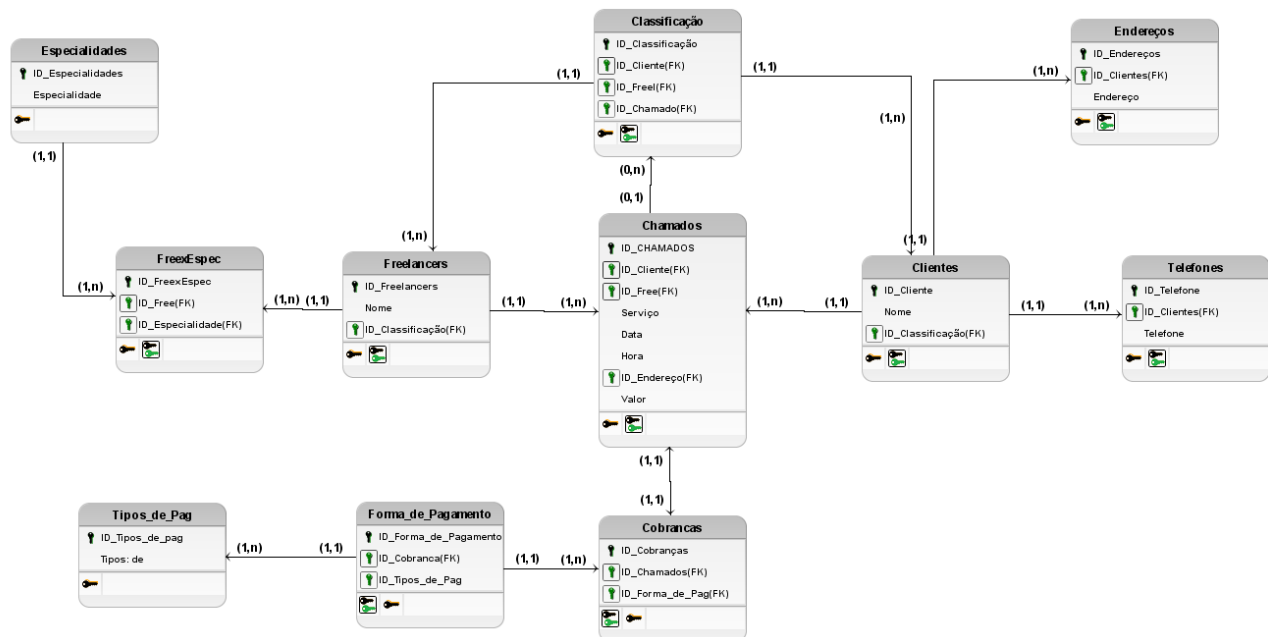 Classificação
ID_Classificação
ID_Cliente(FK)
ID_Freel(FK)
ID_Chamado(FK)
Endereços
ID_Endereços
ID_Clientes(FK)
Endereço
Especialidades
ID_Especialidades
Especialidade
(1,1)
(1,1)
(1,n)
(1,n)
(1,1)
(0,n)
(0,1)
(1,n)
(1,1)
Chamados
ID_CHAMADOS
ID_Cliente(FK)
ID_Free(FK)
Serviço
Data
Hora
ID_Endereço(FK)
Valor
FreexEspec
ID_FreexEspec
ID_Free(FK)
ID_Especialidade(FK)
(1,n)
(1,n)
(1,1)
Freelancers
ID_Freelancers
Nome
ID_Classificação(FK)
(1,1)
(1,n)
(1,n)
(1,1)
Clientes
ID_Cliente
Nome
ID_Classificação(FK)
(1,1)
(1,n)
Telefones
ID_Telefone
ID_Clientes(FK)
Telefone
(1,1)
(1,1)
Tipos_de_Pag
ID_Tipos_de_pag
Tipos: de
(1,n)
(1,1)
Forma_de_Pagamento
ID_Forma_de_Pagamento
ID_Cobranca(FK)
ID_Tipos_de_Pag
(1,1)
(1,n)
Cobrancas
ID_Cobranças
ID_Chamados(FK)
ID_Forma_de_Pag(FK)